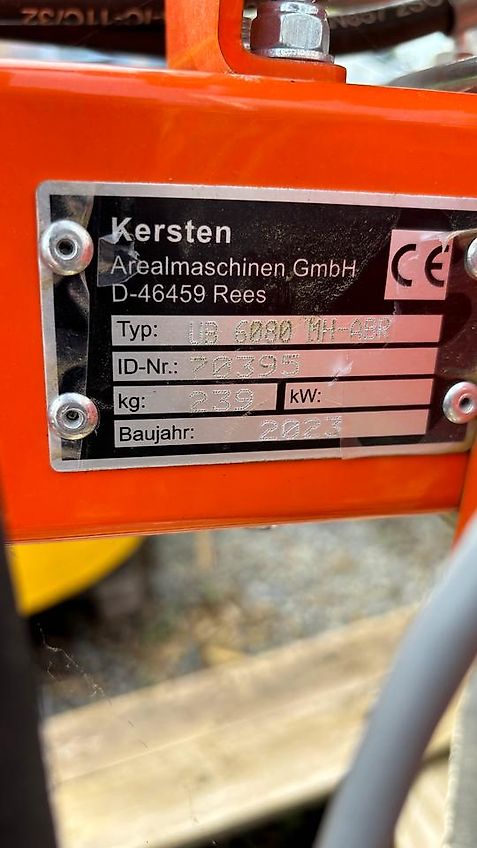 Kersten
Arealmaschinen GmbH
D-46459 Rees
CE
Typ: UB 6080 MH-ABR
ID-Nr.: 70395
kg: 239 kW:
Baujahr: 2023